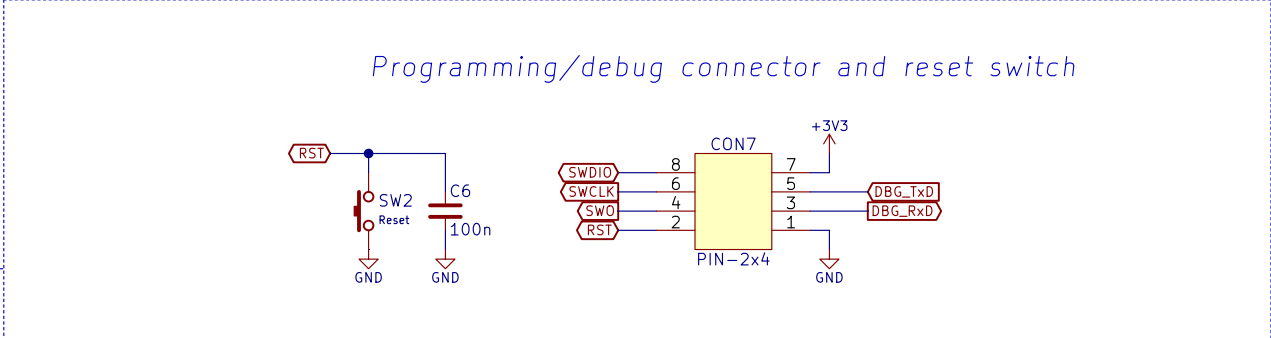 Programming/debug connector and reset switch
+3V3
CON7
RST
SWDIO 8 7
SWCLK 6 5 DBG_TxD
SWO 4 3 DBG_RxD
RST 2 1
C6
SW2
Reset
100n
PIN-2x4
GND GND GND